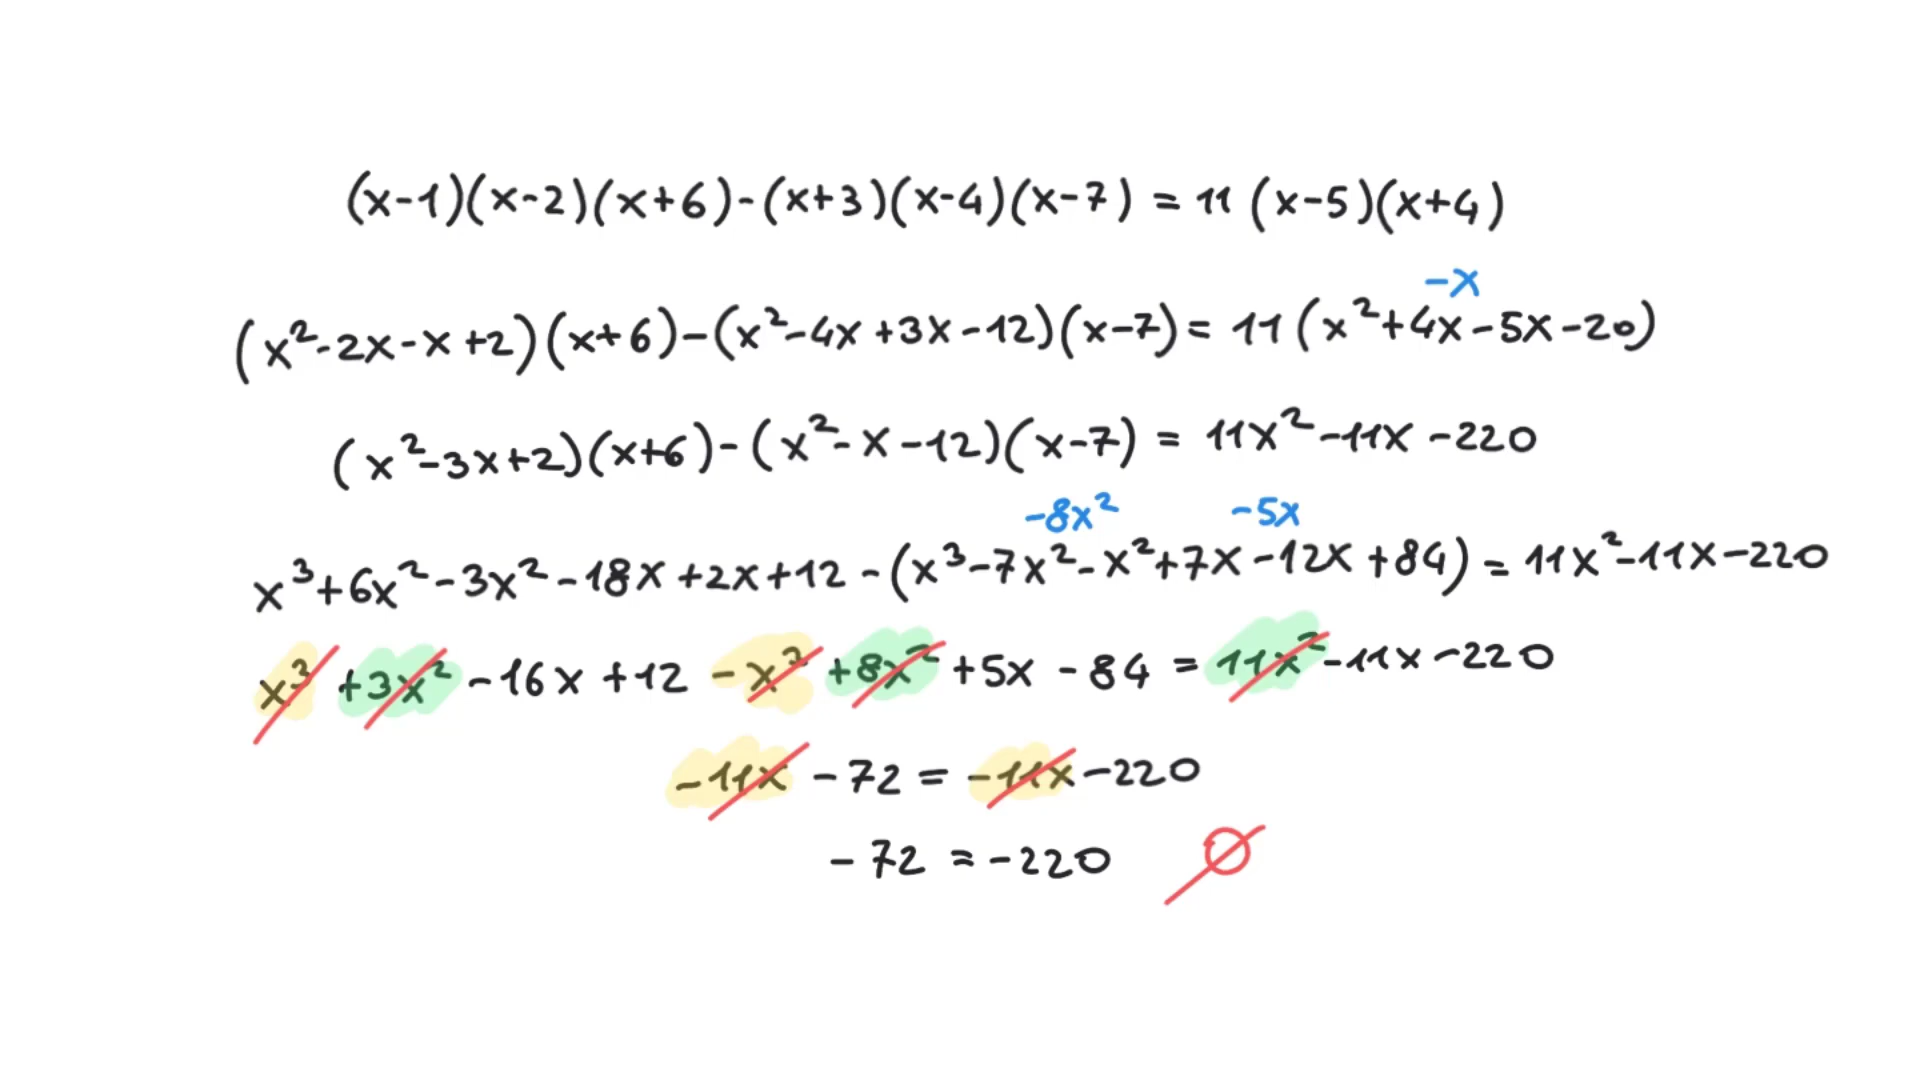 (x-1)(x-2)(x+6)-(x+3)(x-4)(x-7) = 11(x-5)(x+4)
-x
(x²-2x-x+2)(x+6)-(x²-4x+3x-12)(x-7) = 11(x²+4x-5x-20)
(x²-3x+2)(x+6)-(x²-x-12)(x-7) = 11x²-11x-220
-8x² -5x
x³+6x²-3x²-18x+2x+12-(x³-7x²-x²+7x-12x+84) = 11x²-11x-220
x³+3x²-16x+12-x³+8x²+5x-84 = 11x²-11x-220
-11x-72 = -11x-220
-72 = -220 ∅